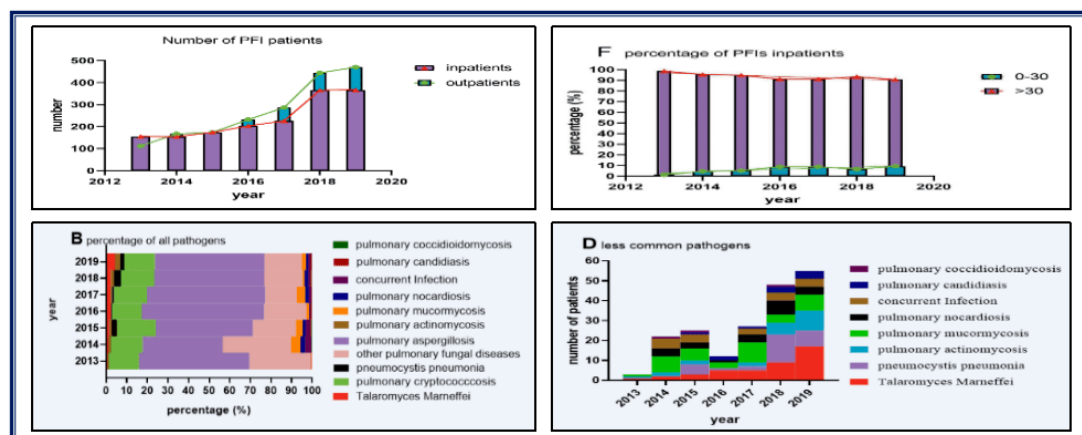 Number of PFI patients
500
400
300
200
100
0
number
2012 2014 2016 2018 2020
year
inpatients
outpatients
F percentage of PFIs inpatients
100
90
80
70
60
50
40
30
20
10
0
percentage (%)
2012 2014 2016 2018 2020
year
0-30
>30
B percentage of all pathogens
year
2019
2018
2017
2016
2015
2014
2013
0 10 20 30 40 50 60 70 80 90 100
percentage (%)
pulmonary coccidioidomycosis
pulmonary candidiasis
concurrent Infection
pulmonary nocardiosis
pulmonary mucormycosis
pulmonary actinomycosis
pulmonary aspergillosis
other pulmonary fungal diseases
pneumocystis pneumonia
pulmonary cryptococcosis
Talaromyces Marneffei
D less common pathogens
60
50
40
30
20
10
0
number of patients
2013 2014 2015 2016 2017 2018 2019
year
pulmonary coccidioidomycosis
pulmonary candidiasis
concurrent Infection
pulmonary nocardiosis
pulmonary mucormycosis
pulmonary actinomycosis
pneumocystis pneumonia
Talaromyces Marneffei